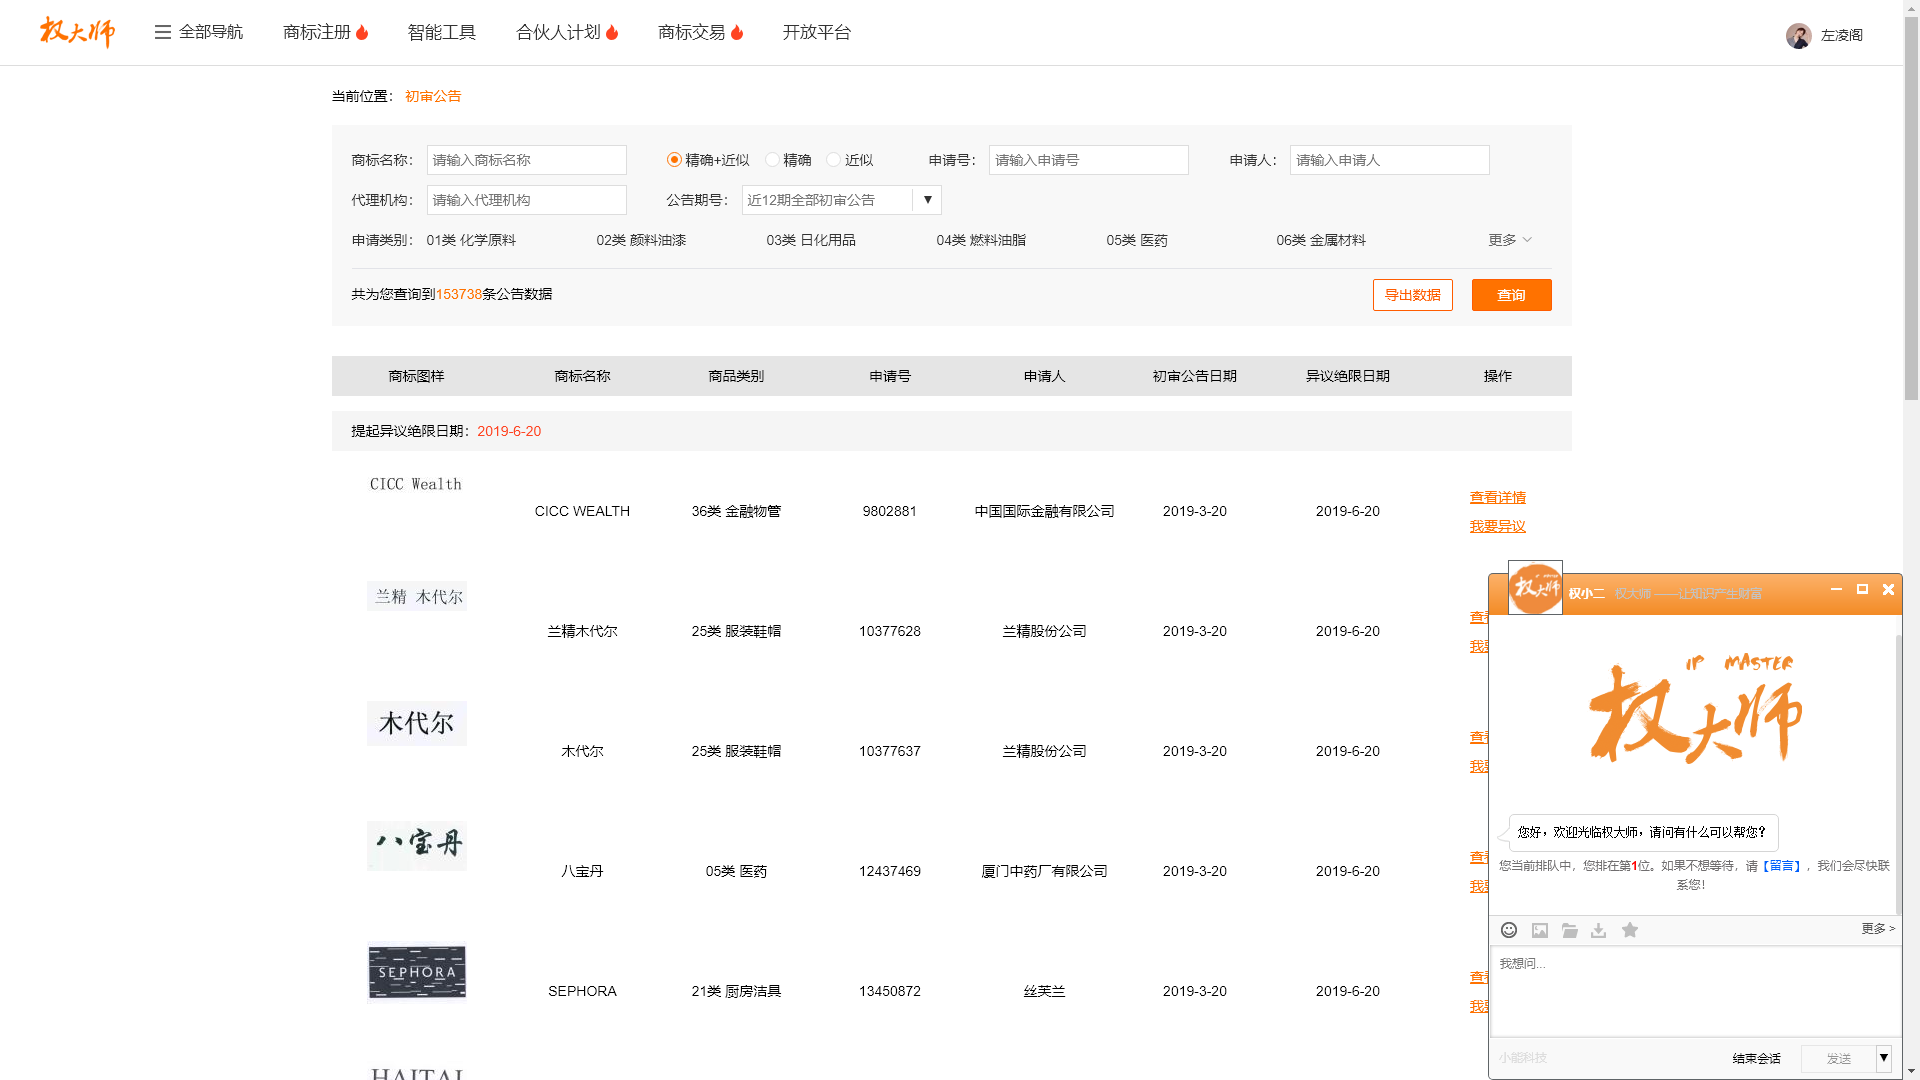 权大师
全部导航 商标注册 智能工具 合伙人计划 商标交易 开放平台 左凌阁
当前位置： 初审公告
商标名称： 请输入商标名称 精确+近似 精确 近似 申请号： 请输入申请号 申请人： 请输入申请人
代理机构： 请输入代理机构 公告期号： 近12期全部初审公告
申请类别： 01类 化学原料 02类 颜料油漆 03类 日化用品 04类 燃料油脂 05类 医药 06类 金属材料 更多
共为您查询到153738条公告数据 导出数据 查询
商标图样 商标名称 商品类别 申请号 申请人 初审公告日期 异议绝限日期 操作
提起异议绝限日期：2019-6-20
CICC Wealth
CICC WEALTH 36类 金融物管 9802881 中国国际金融有限公司 2019-3-20 2019-6-20 查看详情
我要异议
兰精 木代尔
兰精木代尔 25类 服装鞋帽 10377628 兰精股份公司 2019-3-20 2019-6-20
木代尔
木代尔 25类 服装鞋帽 10377637 兰精股份公司 2019-3-20 2019-6-20
八宝丹
八宝丹 05类 医药 12437469 厦门中药厂有限公司 2019-3-20 2019-6-20
SEPHORA
SEPHORA 21类 厨房洁具 13450872 丝芙兰 2019-3-20 2019-6-20
HAITAI
权大师
权小二 权大师 ——让知识产生财富
IP MASTER
权大师
您好，欢迎光临权大师，请问有什么可以帮您？
您当前排队中，您排在第1位。如果不想等待，请【留言】，我们会尽快联
系您！
更多 >
我想问...
小能科技 结束会话 发送